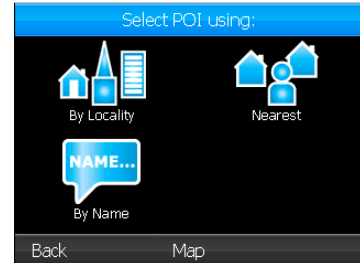 Select POI using:
By Locality
Nearest
NAME...
By Name
Back
Map